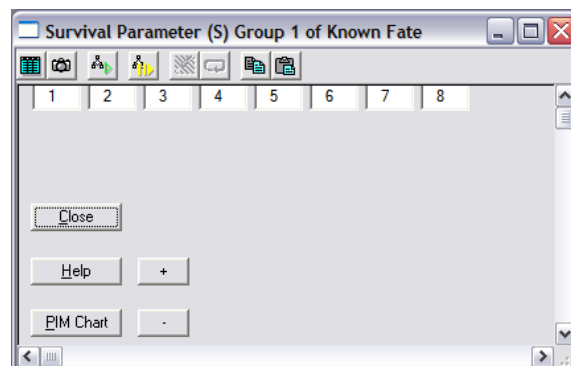 Survival Parameter (S) Group 1 of Known Fate
1 2 3 4 5 6 7 8
Close
Help +
PIM Chart -